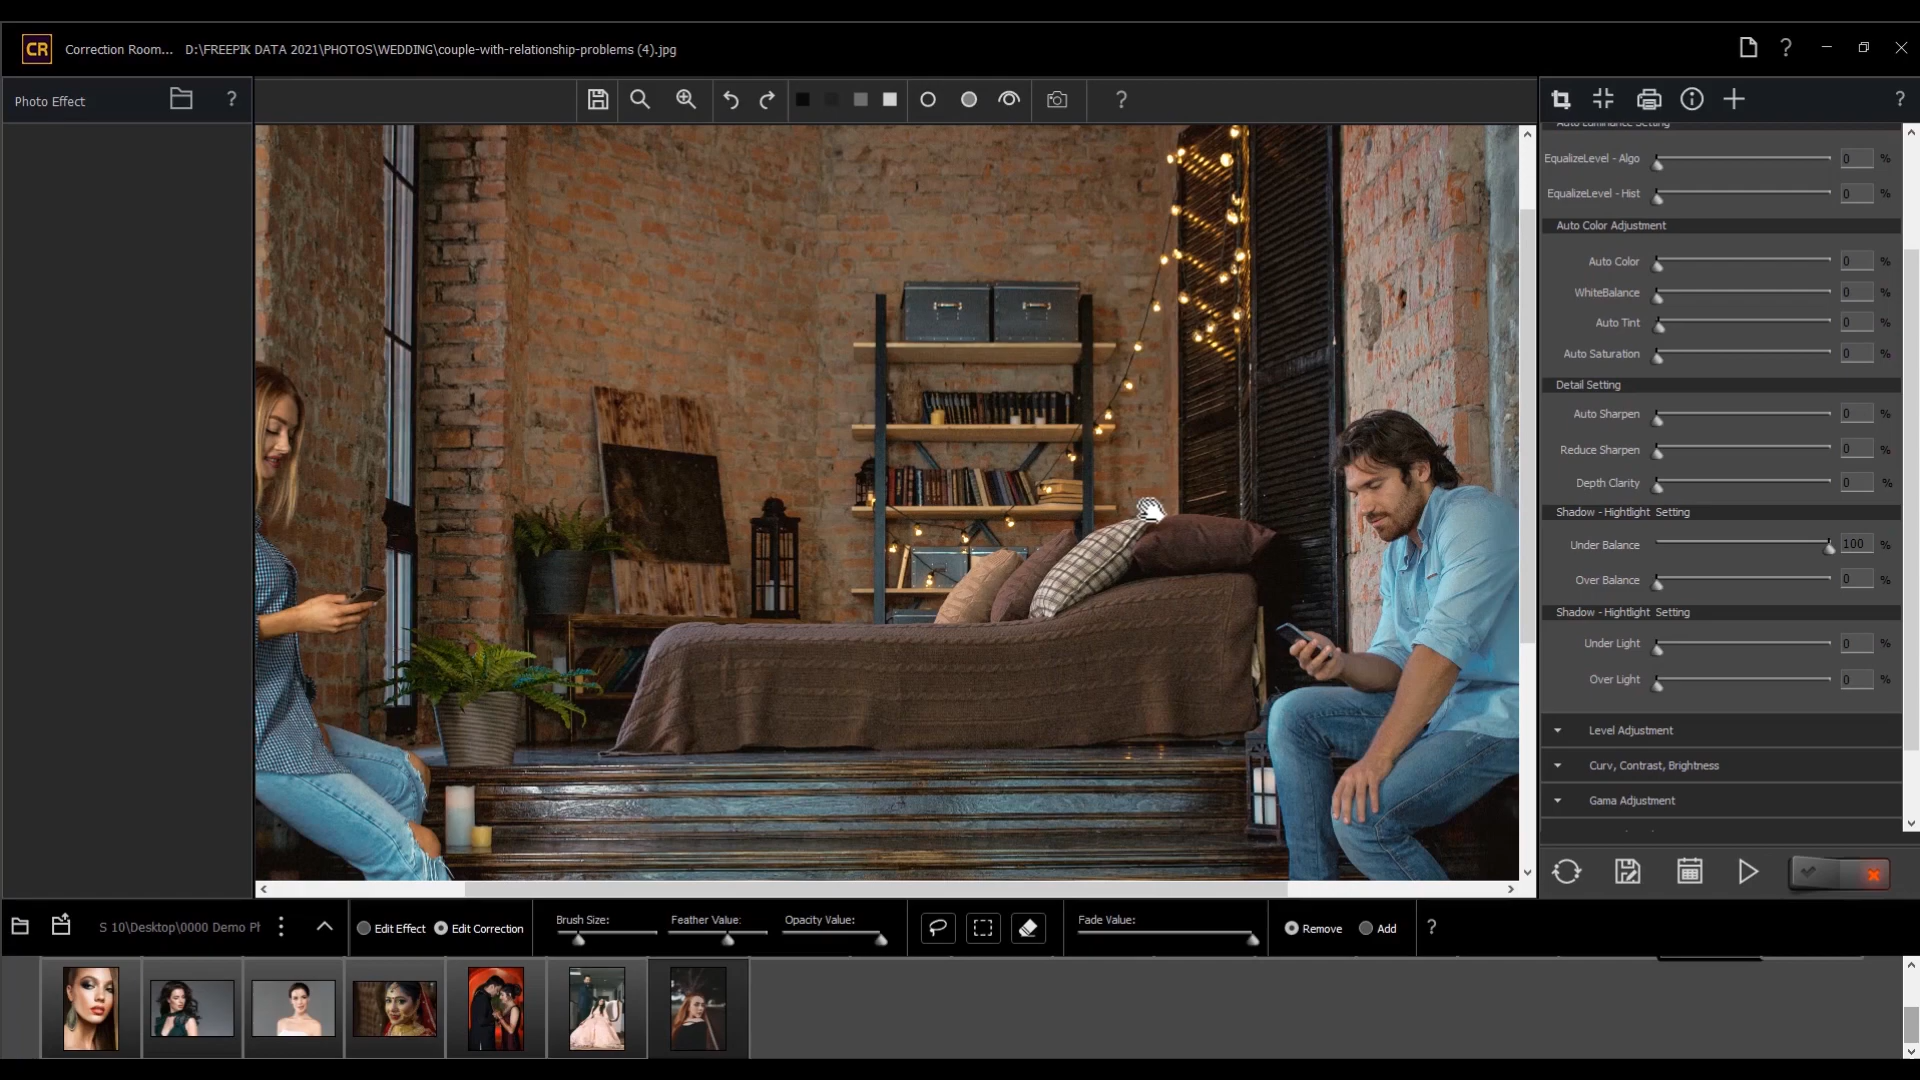 CR Correction Room... D:\FREEPIK DATA 2021\PHOTOS\WEDDING\couple-with-relationship-problems (4).jpg ?
Photo Effect ? ? ?
Auto Luminance Setting
EqualizeLevel - Algo 0 %
EqualizeLevel - Hist 0 %
Auto Color Adjustment
Auto Color 0 %
WhiteBalance 0 %
Auto Tint 0 %
Auto Saturation 0 %
Detail Setting
Auto Sharpen 0 %
Reduce Sharpen 0 %
Depth Clarity 0 %
Shadow - Hightlight Setting
Under Balance 100 %
Over Balance 0 %
Shadow - Hightlight Setting
Under Light 0 %
Over Light 0 %
Level Adjustment
Curv, Contrast, Brightness
Gama Adjustment
S 10\Desktop\0000 Demo Ph
Edit Effect Edit Correction
Brush Size: Feather Value: Opacity Value:
Fade Value:
Remove Add ?